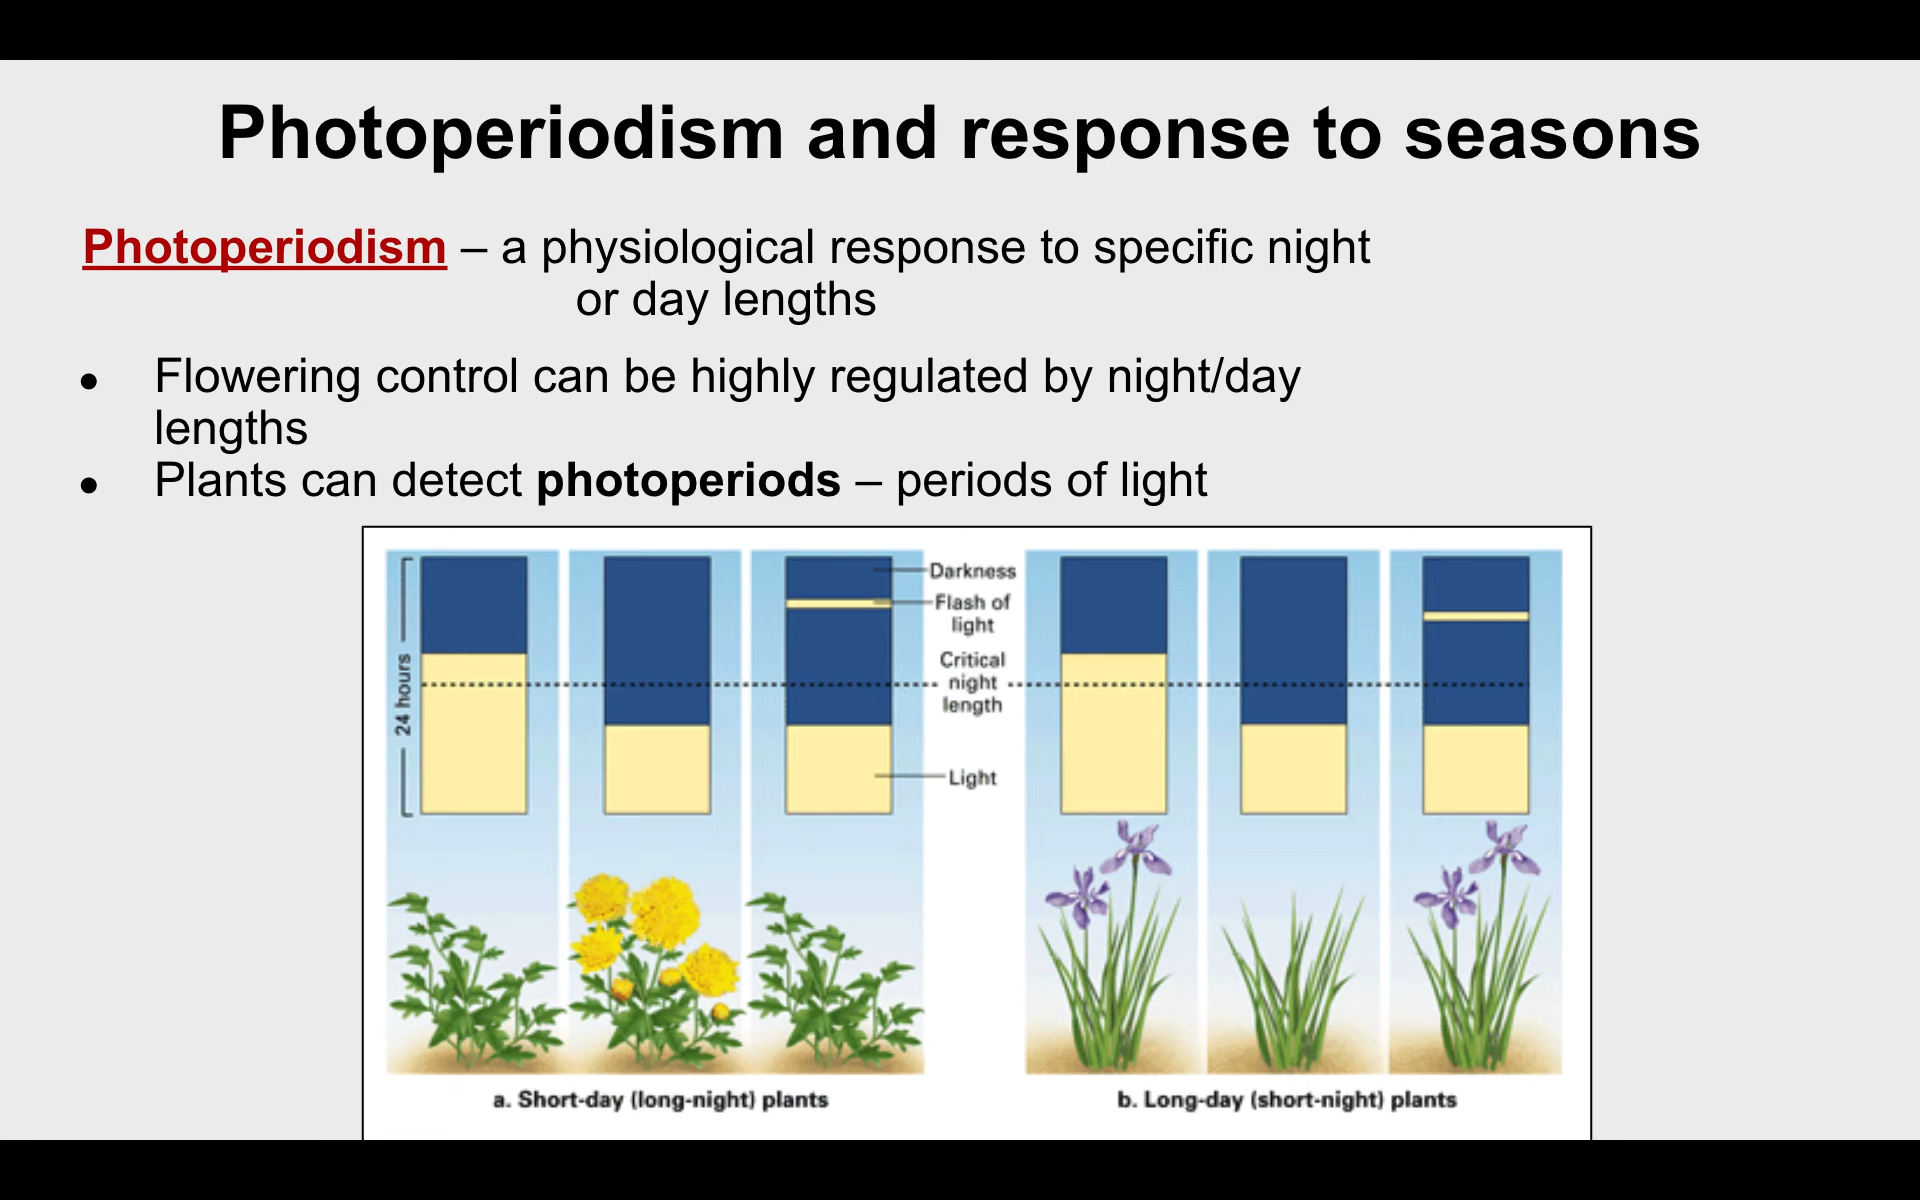 Photoperiodism and response to seasons
Photoperiodism – a physiological response to specific night
or day lengths
● Flowering control can be highly regulated by night/day
lengths
● Plants can detect photoperiods – periods of light
24 hours
Darkness
Flash of
light
Critical
night
length
Light
a. Short-day (long-night) plants
b. Long-day (short-night) plants